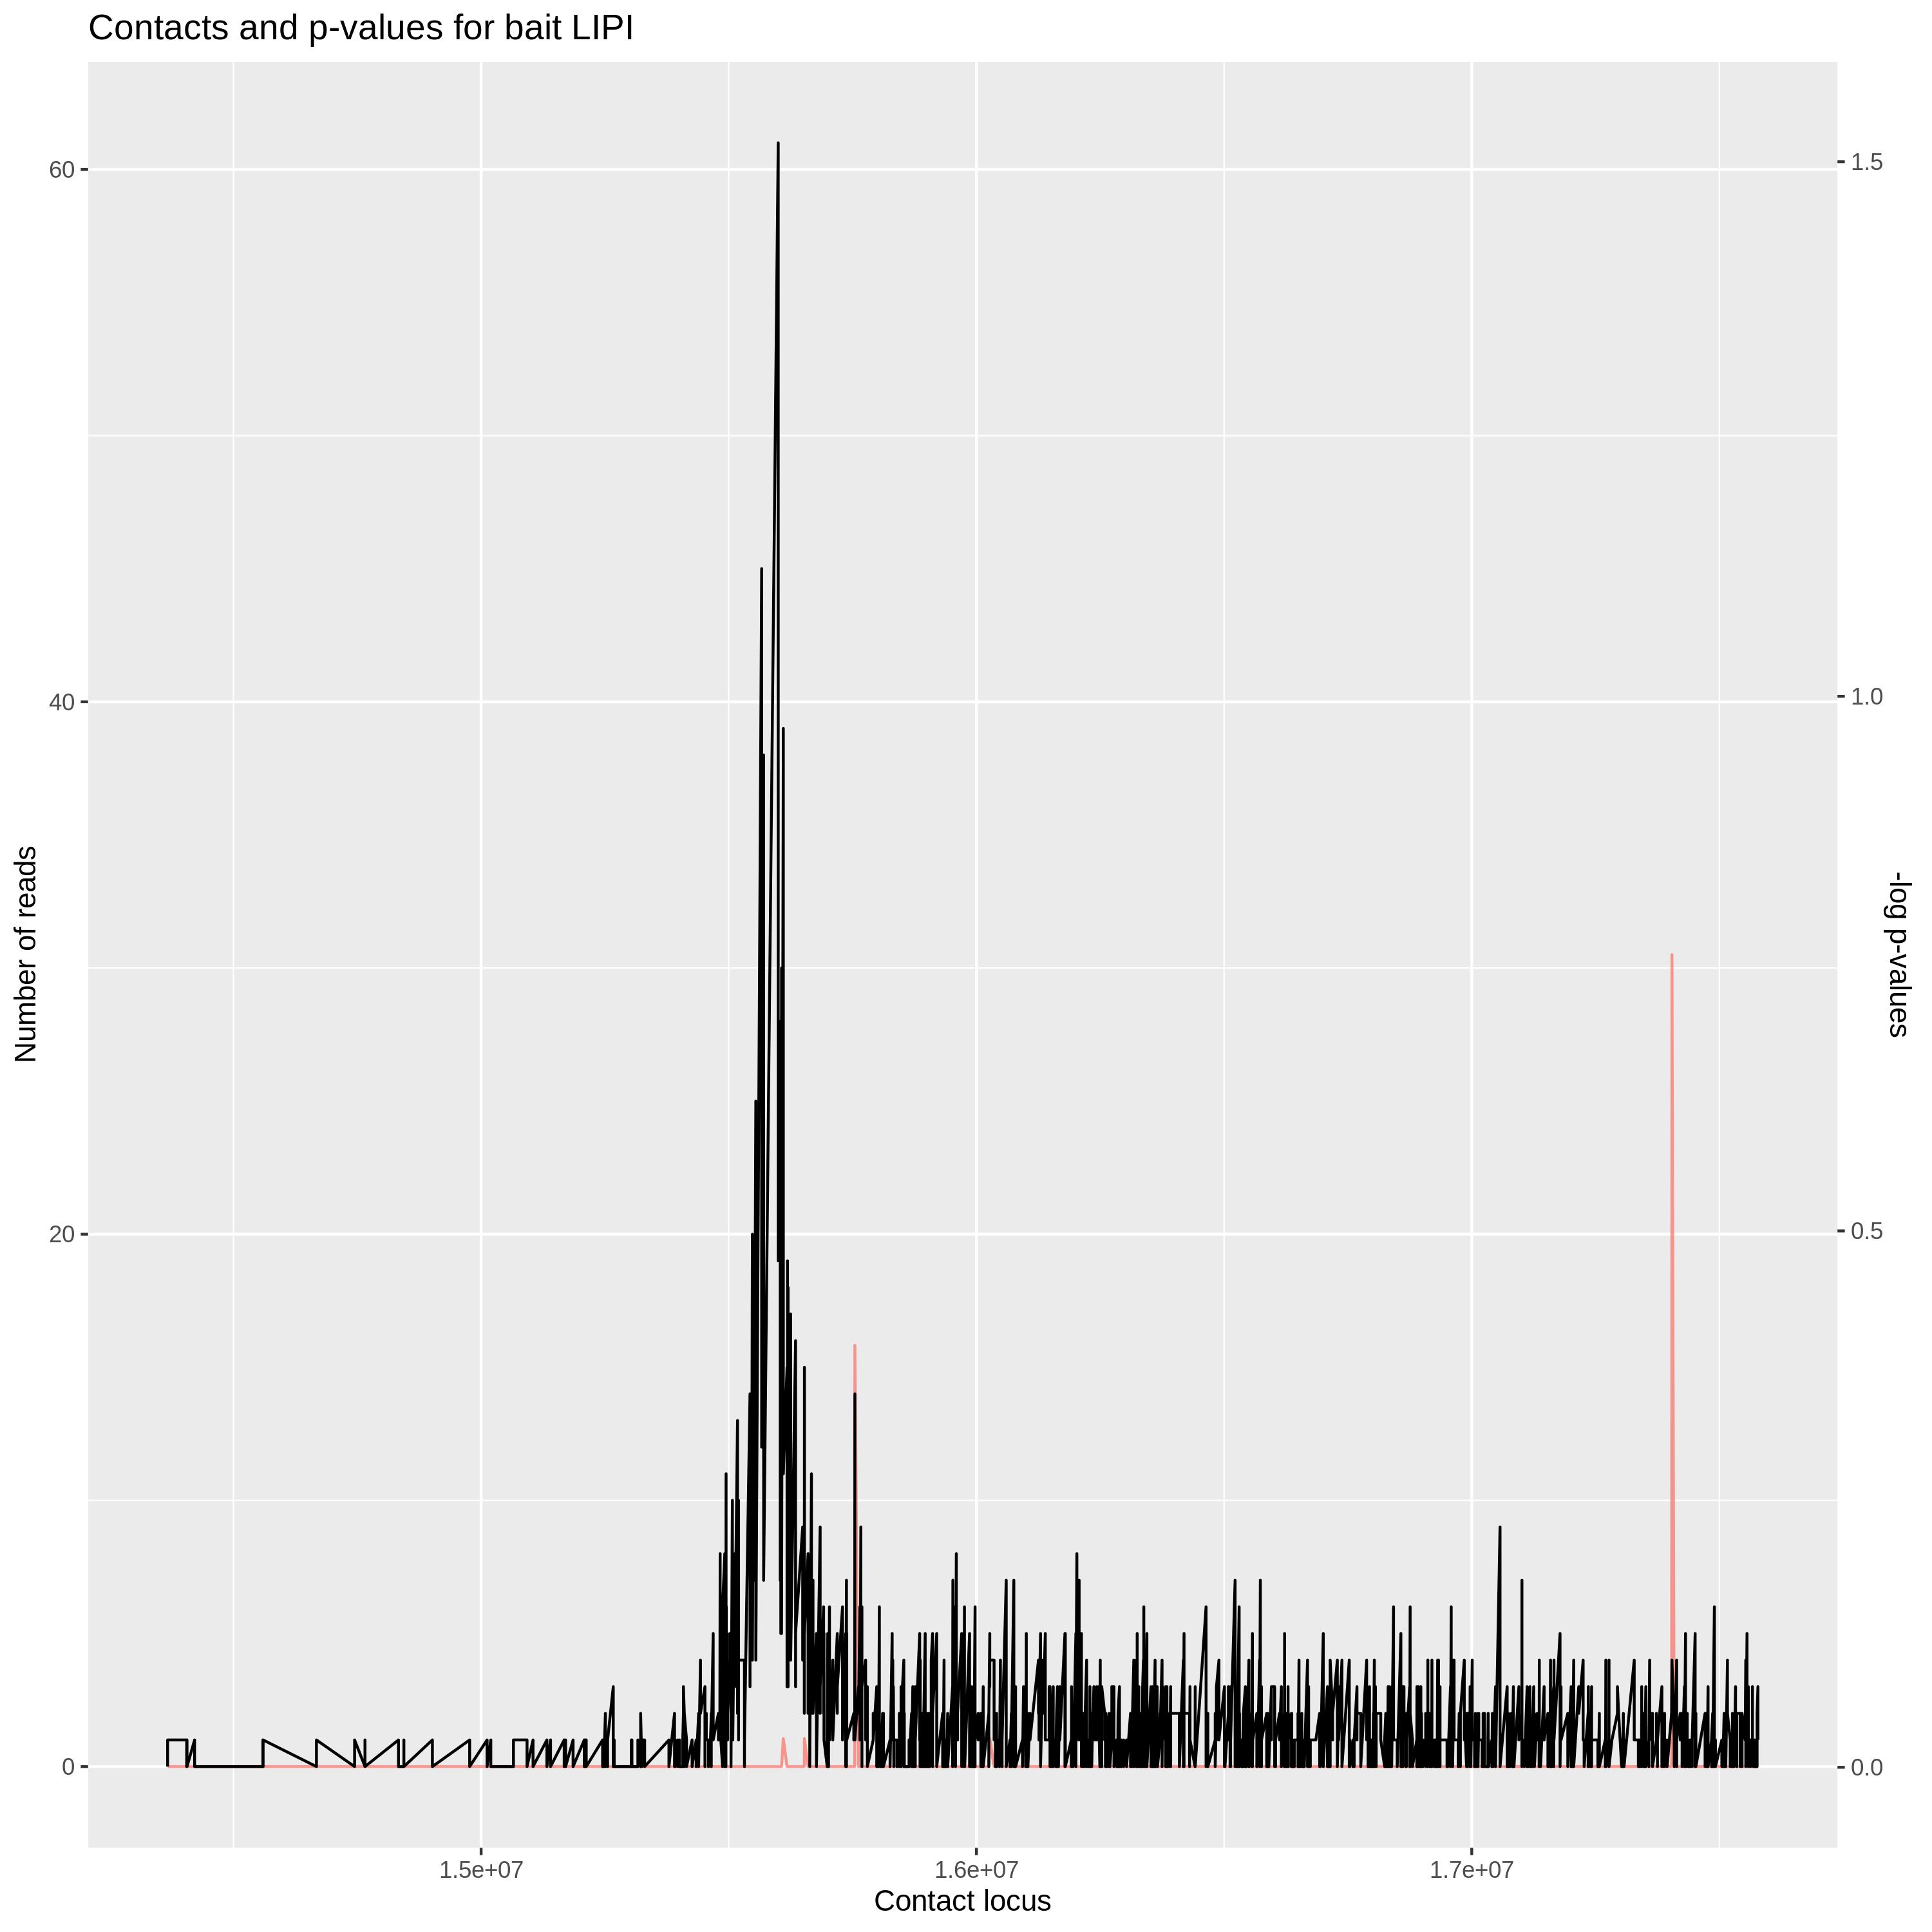 Contacts and p-values for bait LIPI
60
40
20
0
Number of reads
1.5
1.0
0.5
0.0
-log p-values
1.5e+07
1.6e+07
1.7e+07
Contact locus